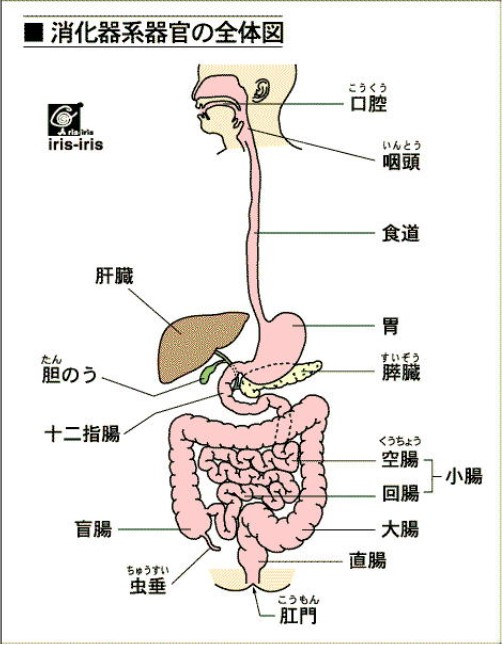 ■ 消化器系器官の全体図
iris-iris
iris-iris
こうくう
口腔
いんとう
咽頭
食道
肝臓
胃
たん
胆のう
すいぞう
膵臓
十二指腸
くうちょう
空腸
小腸
回腸
盲腸
大腸
ちゅうすい
虫垂
直腸
こうもん
肛門